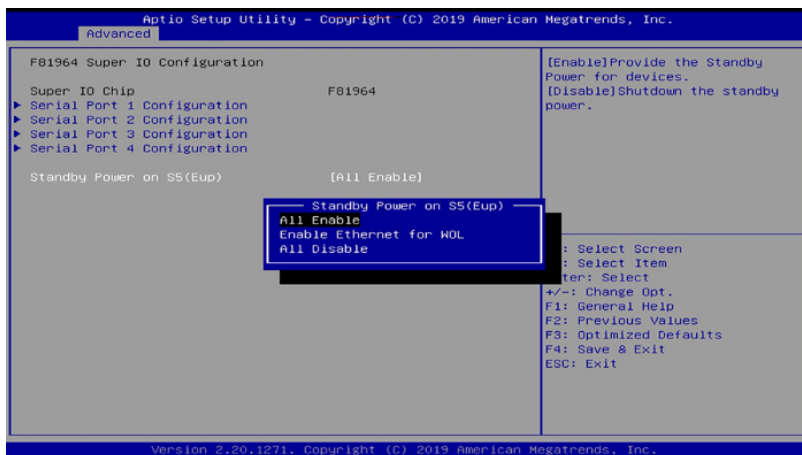 Aptio Setup Utility - Copyright (C) 2019 American Megatrends, Inc.
Advanced
F81964 Super IO Configuration
Super IO Chip F81964
Serial Port 1 Configuration
Serial Port 2 Configuration
Serial Port 3 Configuration
Serial Port 4 Configuration
Standby Power on S5(Eup) [All Enable]
Standby Power on S5(Eup)
All Enable
Enable Ethernet for WOL
All Disable
[Enable]Provide the Standby
Power for devices.
[Disable]Shutdown the standby
power.
: Select Screen
: Select Item
ter: Select
+/-: Change Opt.
F1: General Help
F2: Previous Values
F3: Optimized Defaults
F4: Save & Exit
ESC: Exit
Version 2.20.1271. Copyright (C) 2019 American Megatrends, Inc.